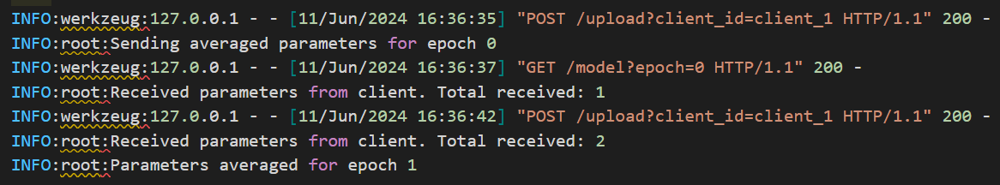 INFO:werkzeug:127.0.0.1 - - [11/Jun/2024 16:36:35] "POST /upload?client_id=client_1 HTTP/1.1" 200 -
INFO:root:Sending averaged parameters for epoch 0
INFO:werkzeug:127.0.0.1 - - [11/Jun/2024 16:36:37] "GET /model?epoch=0 HTTP/1.1" 200 -
INFO:root:Received parameters from client. Total received: 1
INFO:werkzeug:127.0.0.1 - - [11/Jun/2024 16:36:42] "POST /upload?client_id=client_1 HTTP/1.1" 200 -
INFO:root:Received parameters from client. Total received: 2
INFO:root:Parameters averaged for epoch 1